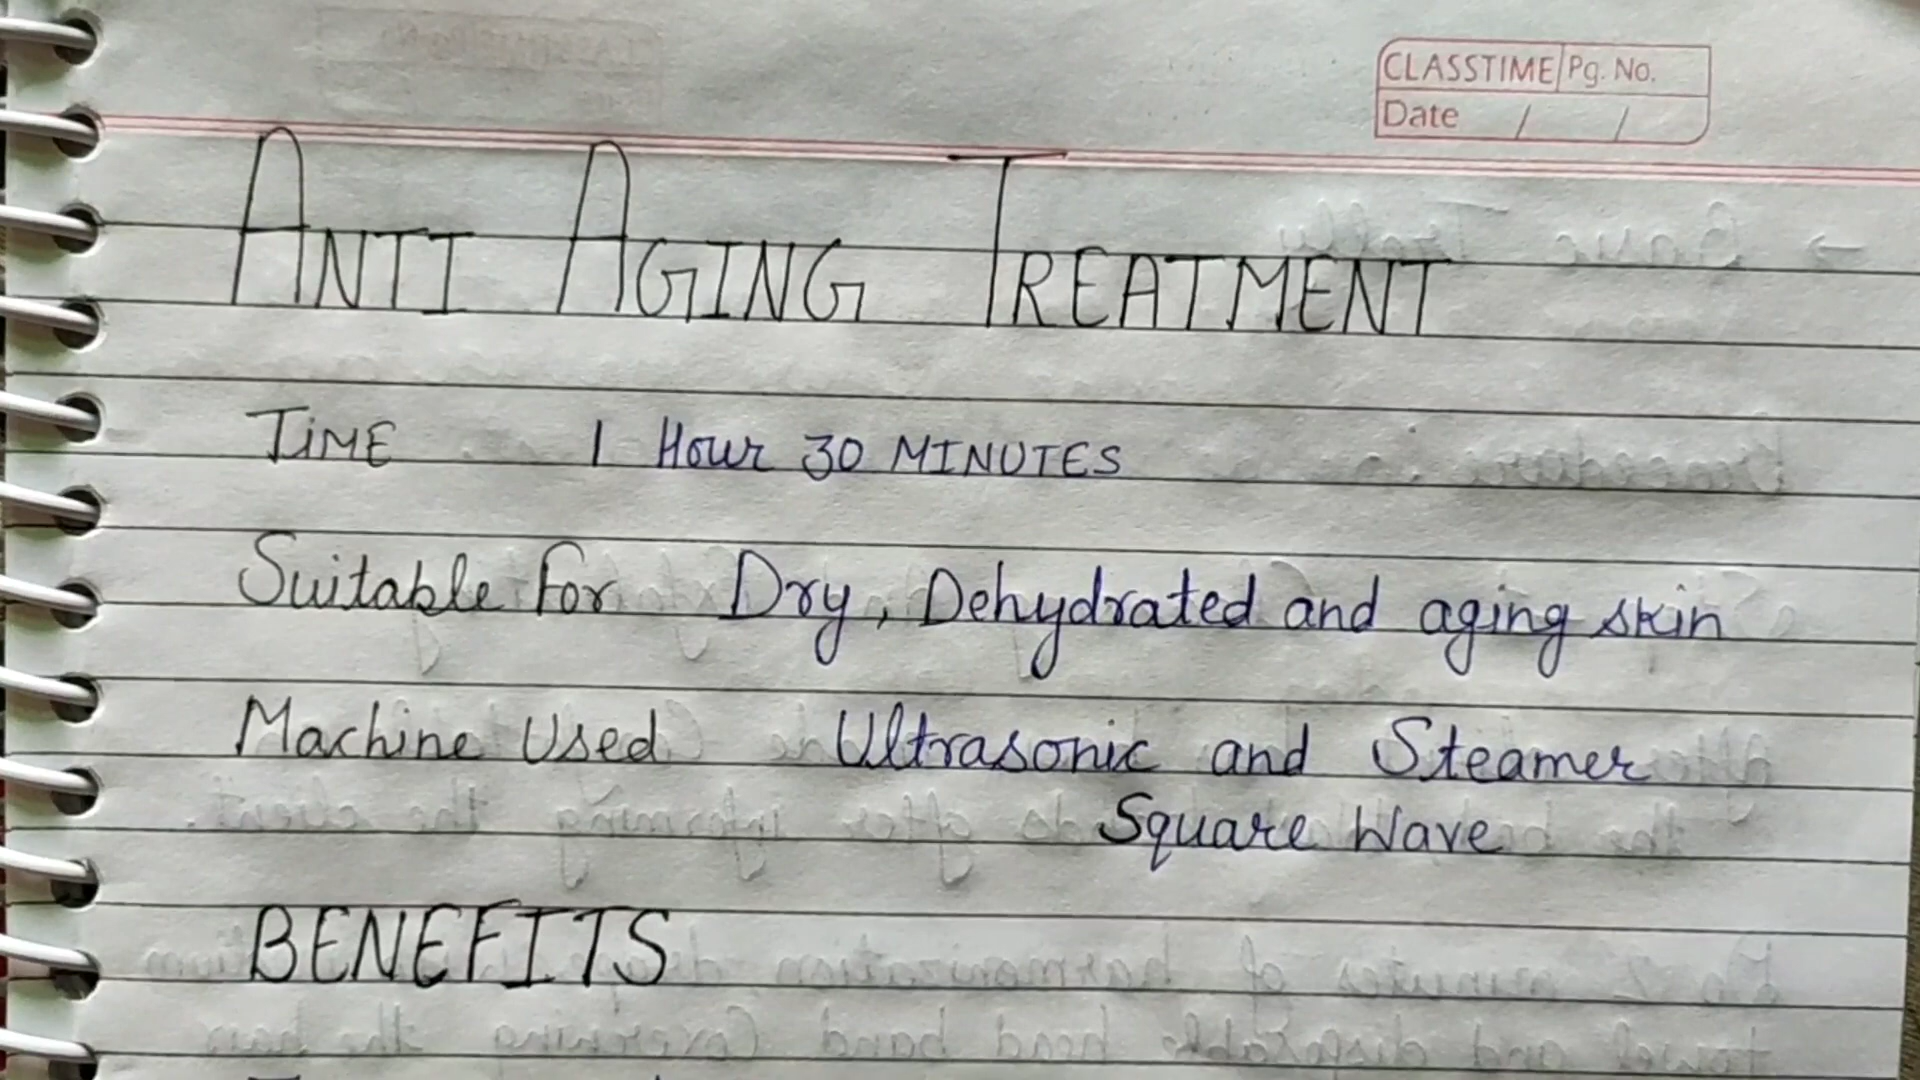 CLASSTIME Pg. No.
Date / /
ANTI AGING TREATMENT
TIME 1 Hour 30 MINUTES
Suitable For Dry, Dehydrated and aging skin
Machine Used Ultrasonic and Steamer
Square Wave
BENEFITS